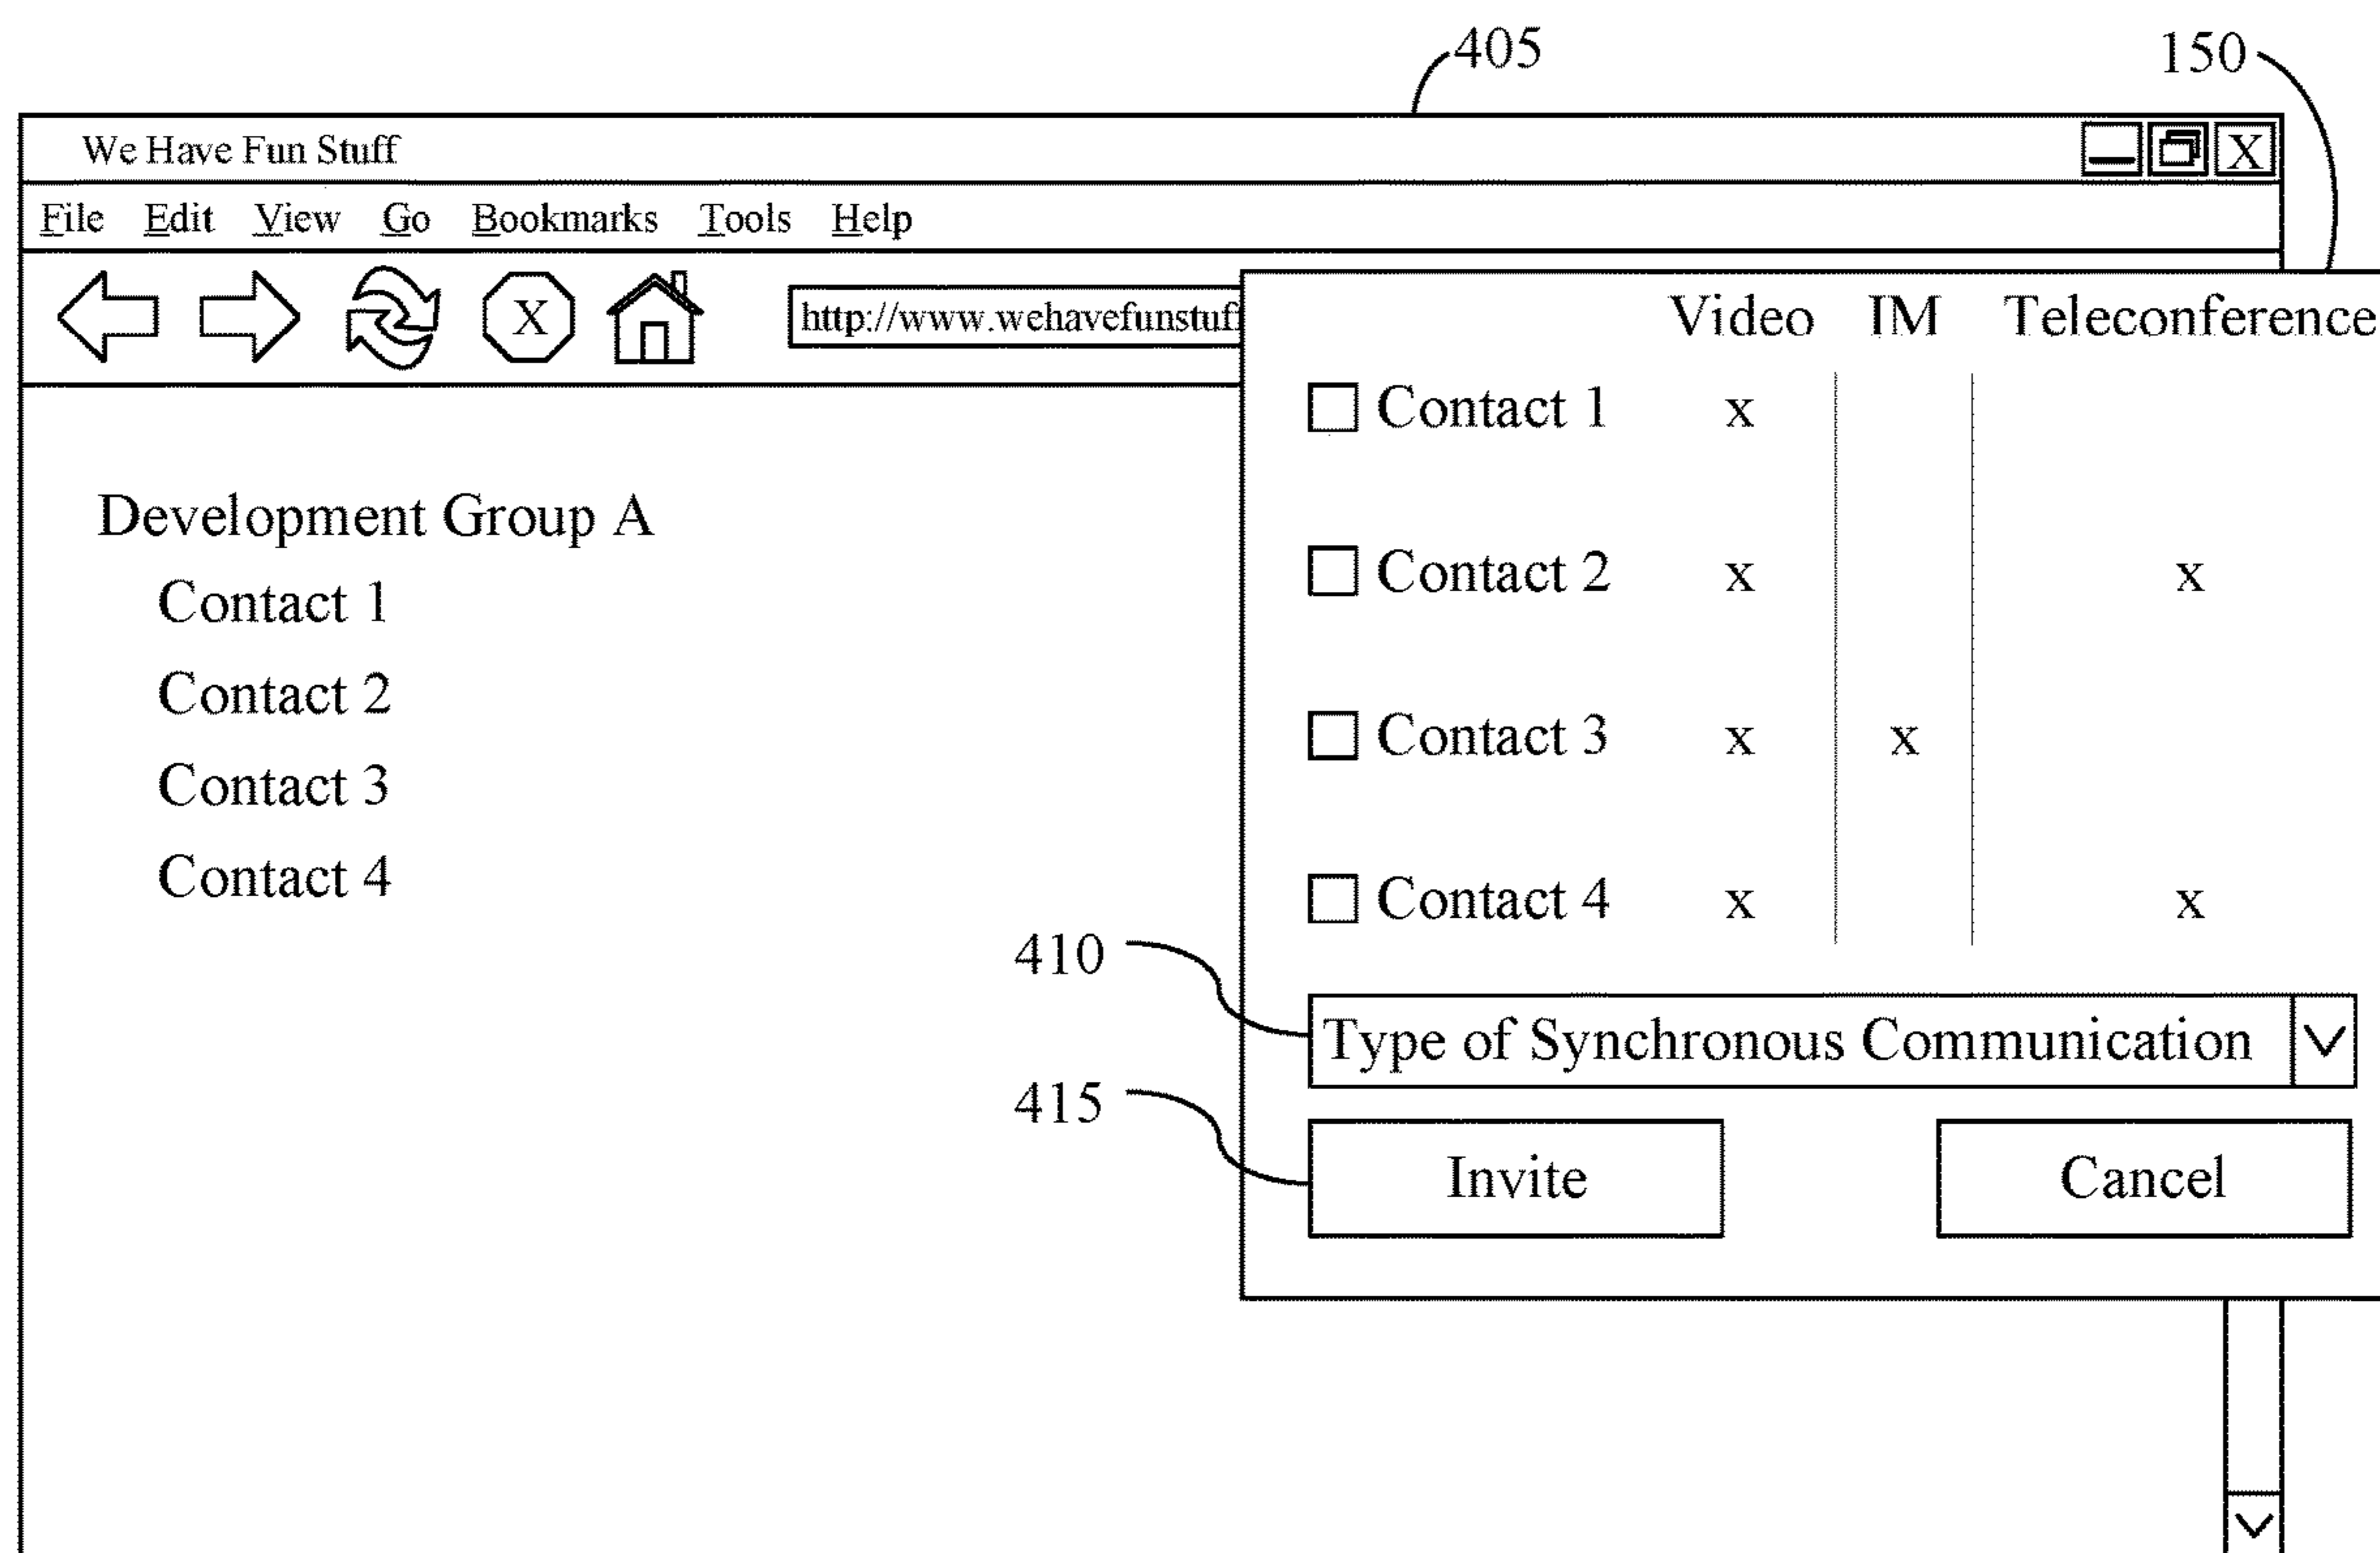 405
150
We Have Fun Stuff
X
File Edit View Go Bookmarks Tools Help
X
http://www.wehavefunstuf
Video IM Teleconference
Contact 1 x
Contact 2 x x
Contact 3 x x
Contact 4 x x
Development Group A
Contact 1
Contact 2
Contact 3
Contact 4
410
Type of Synchronous Communication
415
Invite
Cancel